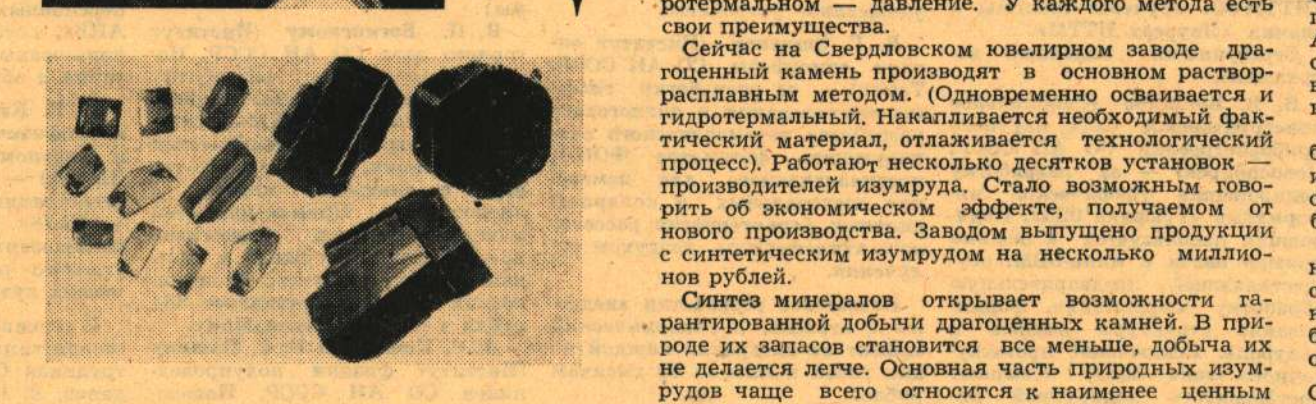 ротермальном — давление. У каждого метода есть
свои преимущества.
Сейчас на Свердловском ювелирном заводе дра-
гоценный камень производят в основном раствор-
расплавным методом. (Одновременно осваивается и
гидротермальный. Накапливается необходимый фак-
тический материал, отлаживается технологический
процесс). Работают несколько десятков установок —
производителей изумруда. Стало возможным гово-
рить об экономическом эффекте, получаемом от
нового производства. Заводом выпущено продукции
с синтетическим изумрудом на несколько миллио-
нов рублей.
Синтез минералов открывает возможности га-
рантированной добычи драгоценных камней. В при-
роде их запасов становится все меньше, добыча их
не делается легче. Основная часть природных изум-
рудов чаще всего относится к наименее ценным